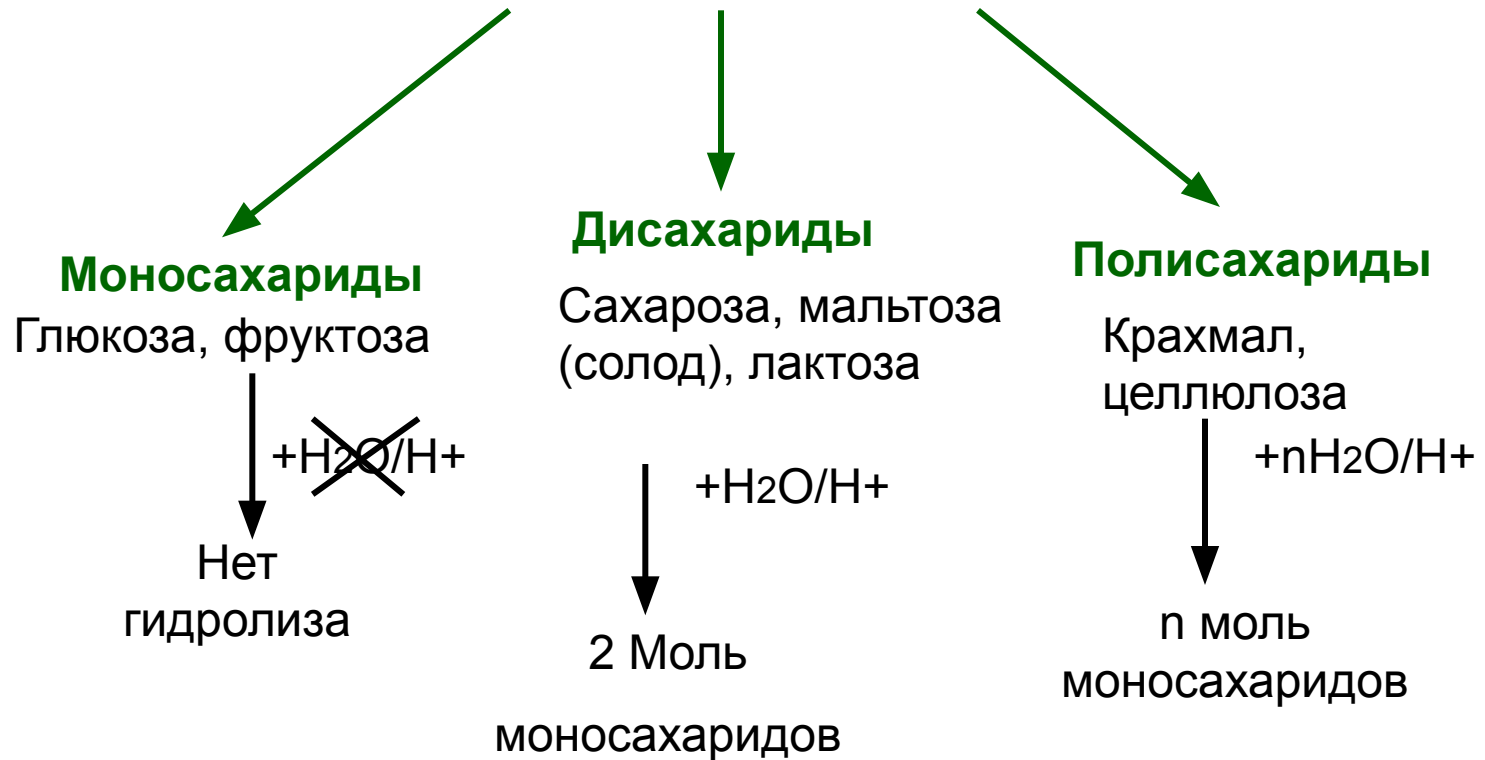 Моносахариды
Глюкоза, фруктоза
+H2O/H+
Нет
гидролиза
Дисахариды
Сахароза, мальтоза
(солод), лактоза
+H2O/H+
2 Моль
моносахаридов
Полисахариды
Крахмал,
целлюлоза
+nH2O/H+
n моль
моносахаридов